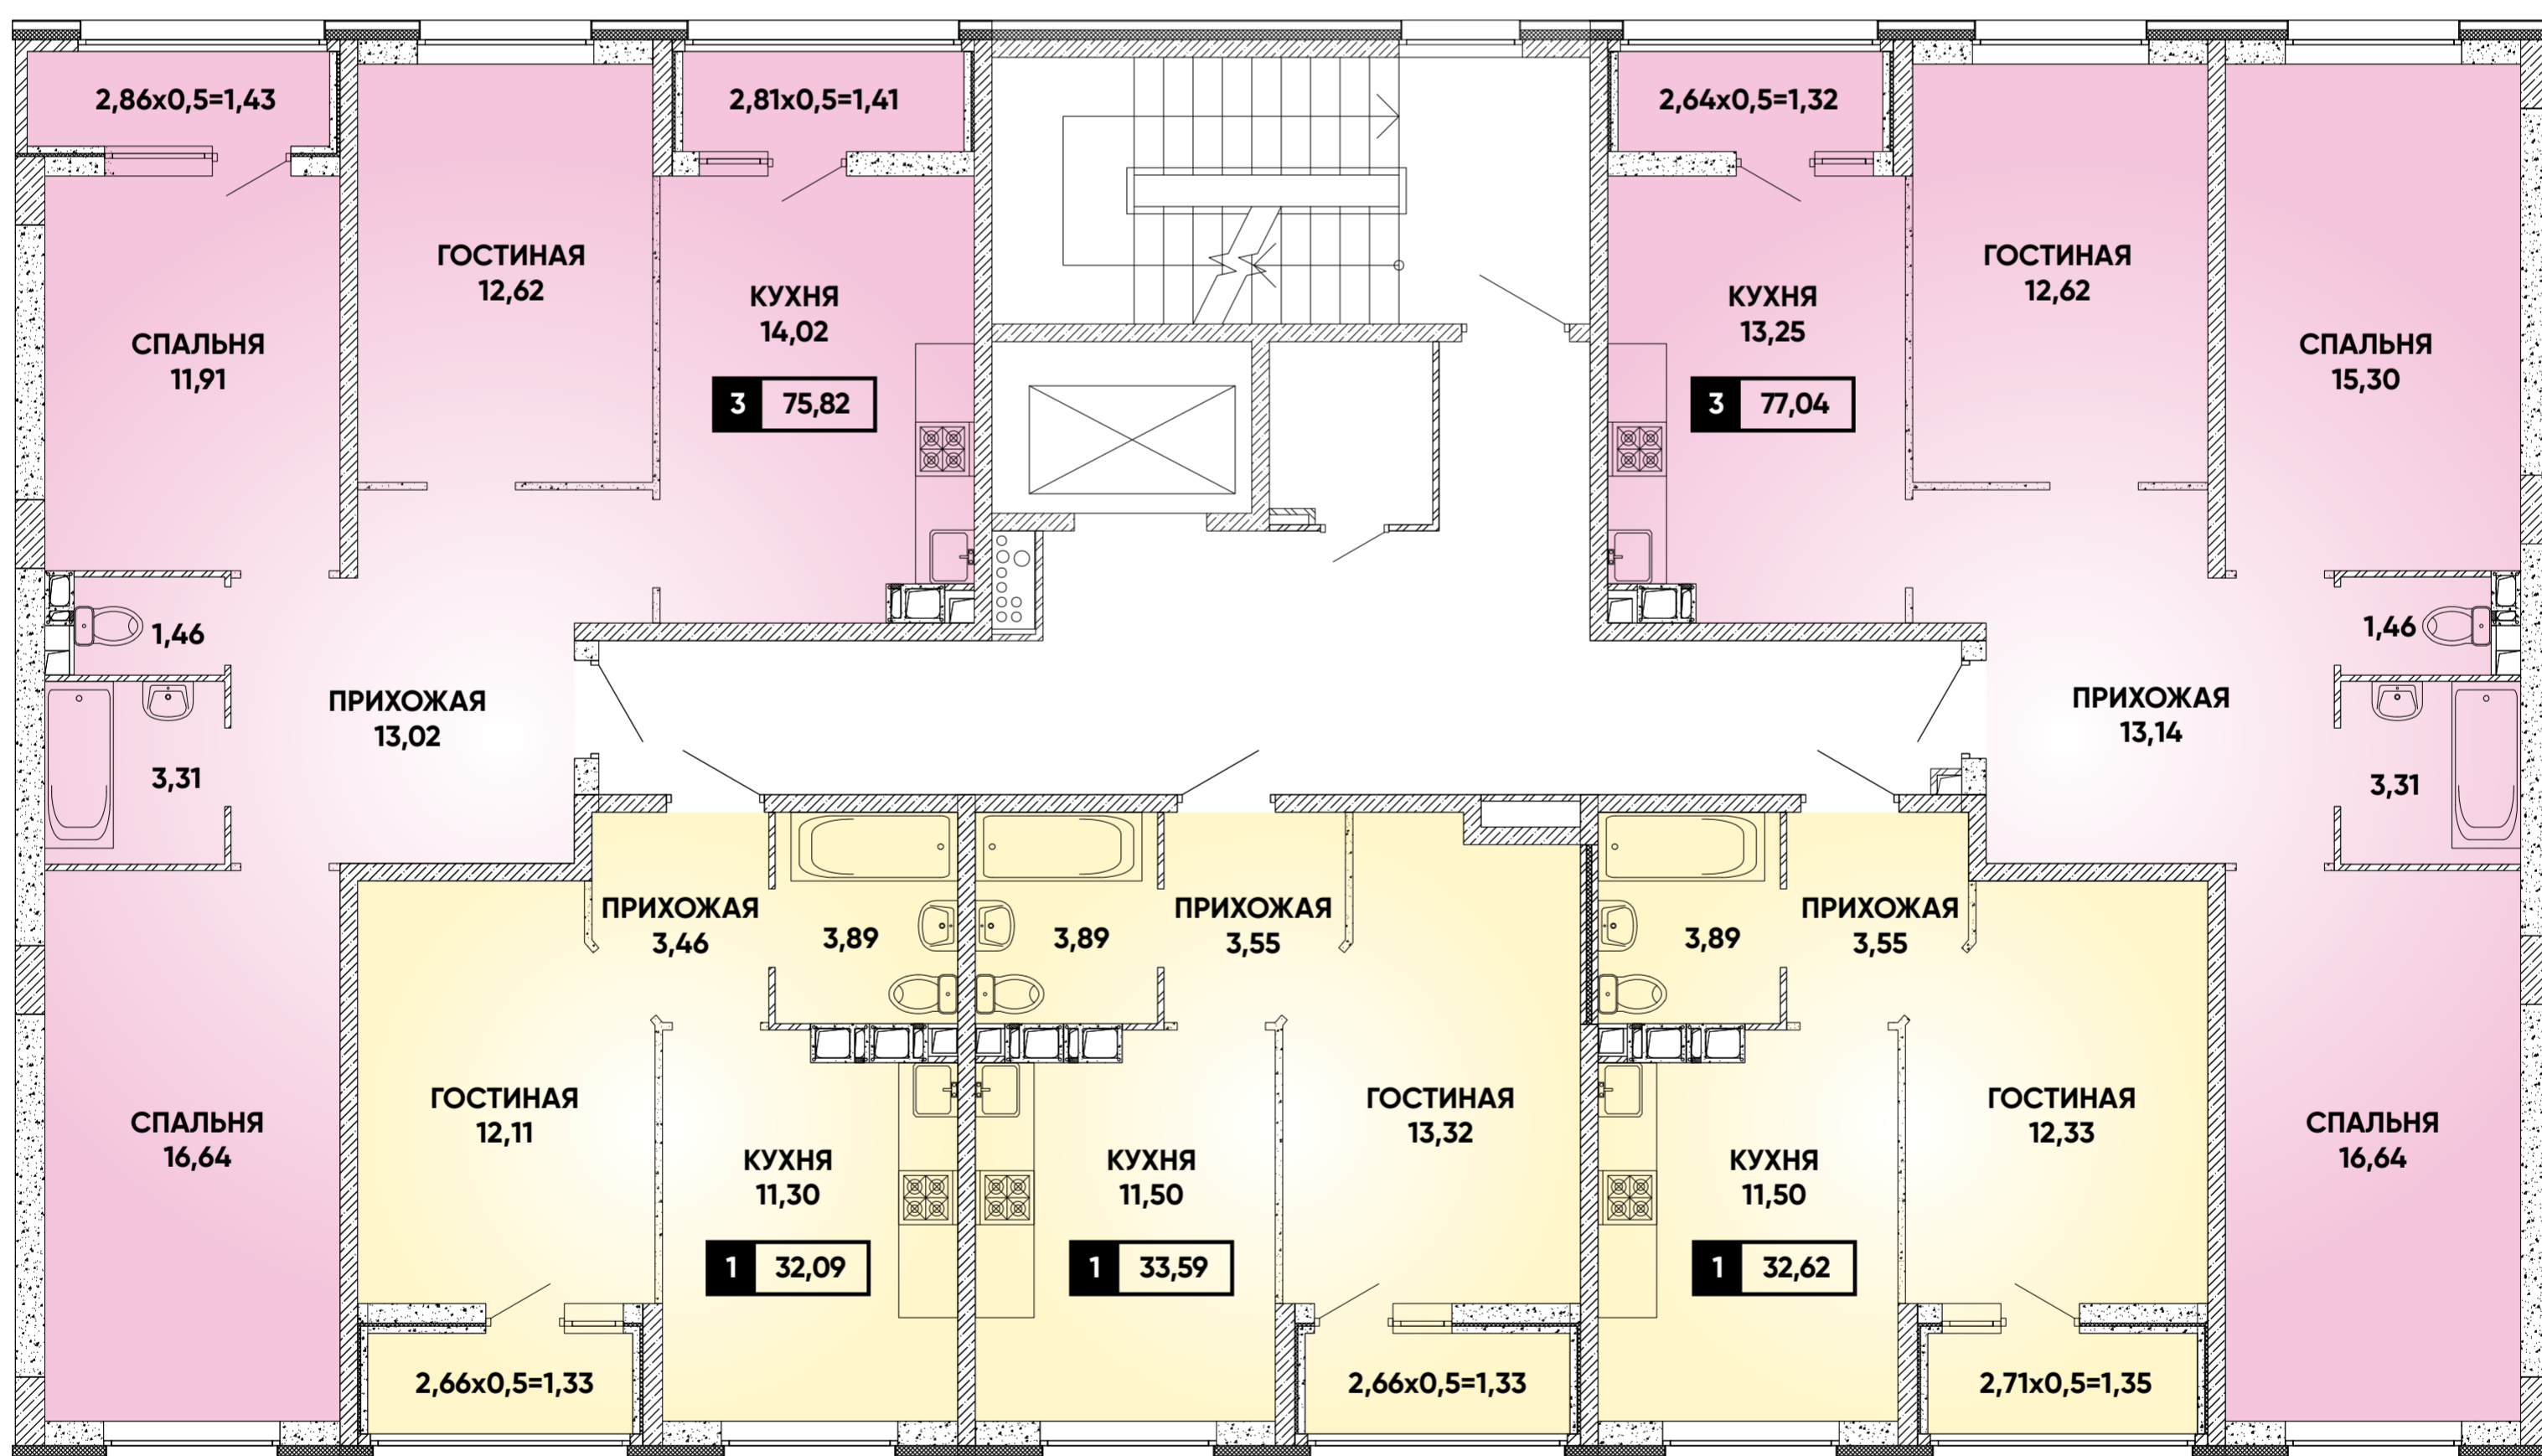 2,86x0,5=1,43
2,81x0,5=1,41
2,64x0,5=1,32
ГОСТИНАЯ
12,62
КУХНЯ
14,02
СПАЛЬНЯ
11,91
3 75,82
КУХНЯ
13,25
ГОСТИНАЯ
12,62
СПАЛЬНЯ
15,30
3 77,04
1,46
ПРИХОЖАЯ
13,02
3,31
1,46
ПРИХОЖАЯ
13,14
3,31
ПРИХОЖАЯ
3,46
3,89
3,89
ПРИХОЖАЯ
3,55
3,89
ПРИХОЖАЯ
3,55
СПАЛЬНЯ
16,64
ГОСТИНАЯ
12,11
КУХНЯ
11,30
1 32,09
КУХНЯ
11,50
1 33,59
ГОСТИНАЯ
13,32
КУХНЯ
11,50
1 32,62
ГОСТИНАЯ
12,33
СПАЛЬНЯ
16,64
2,66x0,5=1,33
2,66x0,5=1,33
2,71x0,5=1,35